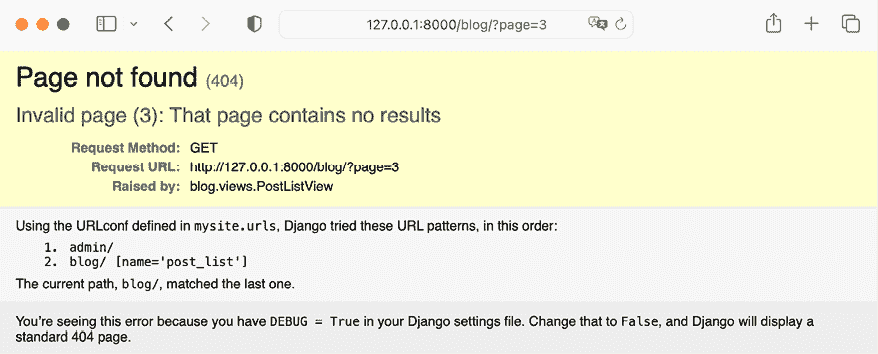 127.0.0.1:8000/blog/?page=3
Page not found (404)
Invalid page (3): That page contains no results
Request Method: GET
Request URL: http://127.0.0.1:8000/blog/?page=3
Raised by: blog.views.PostListView
Using the URLconf defined in mysite.urls, Django tried these URL patterns, in this order:
1. admin/
2. blog/ [name='post_list']
The current path, blog/, matched the last one.
You're seeing this error because you have DEBUG = True in your Django settings file. Change that to False, and Django will display a
standard 404 page.